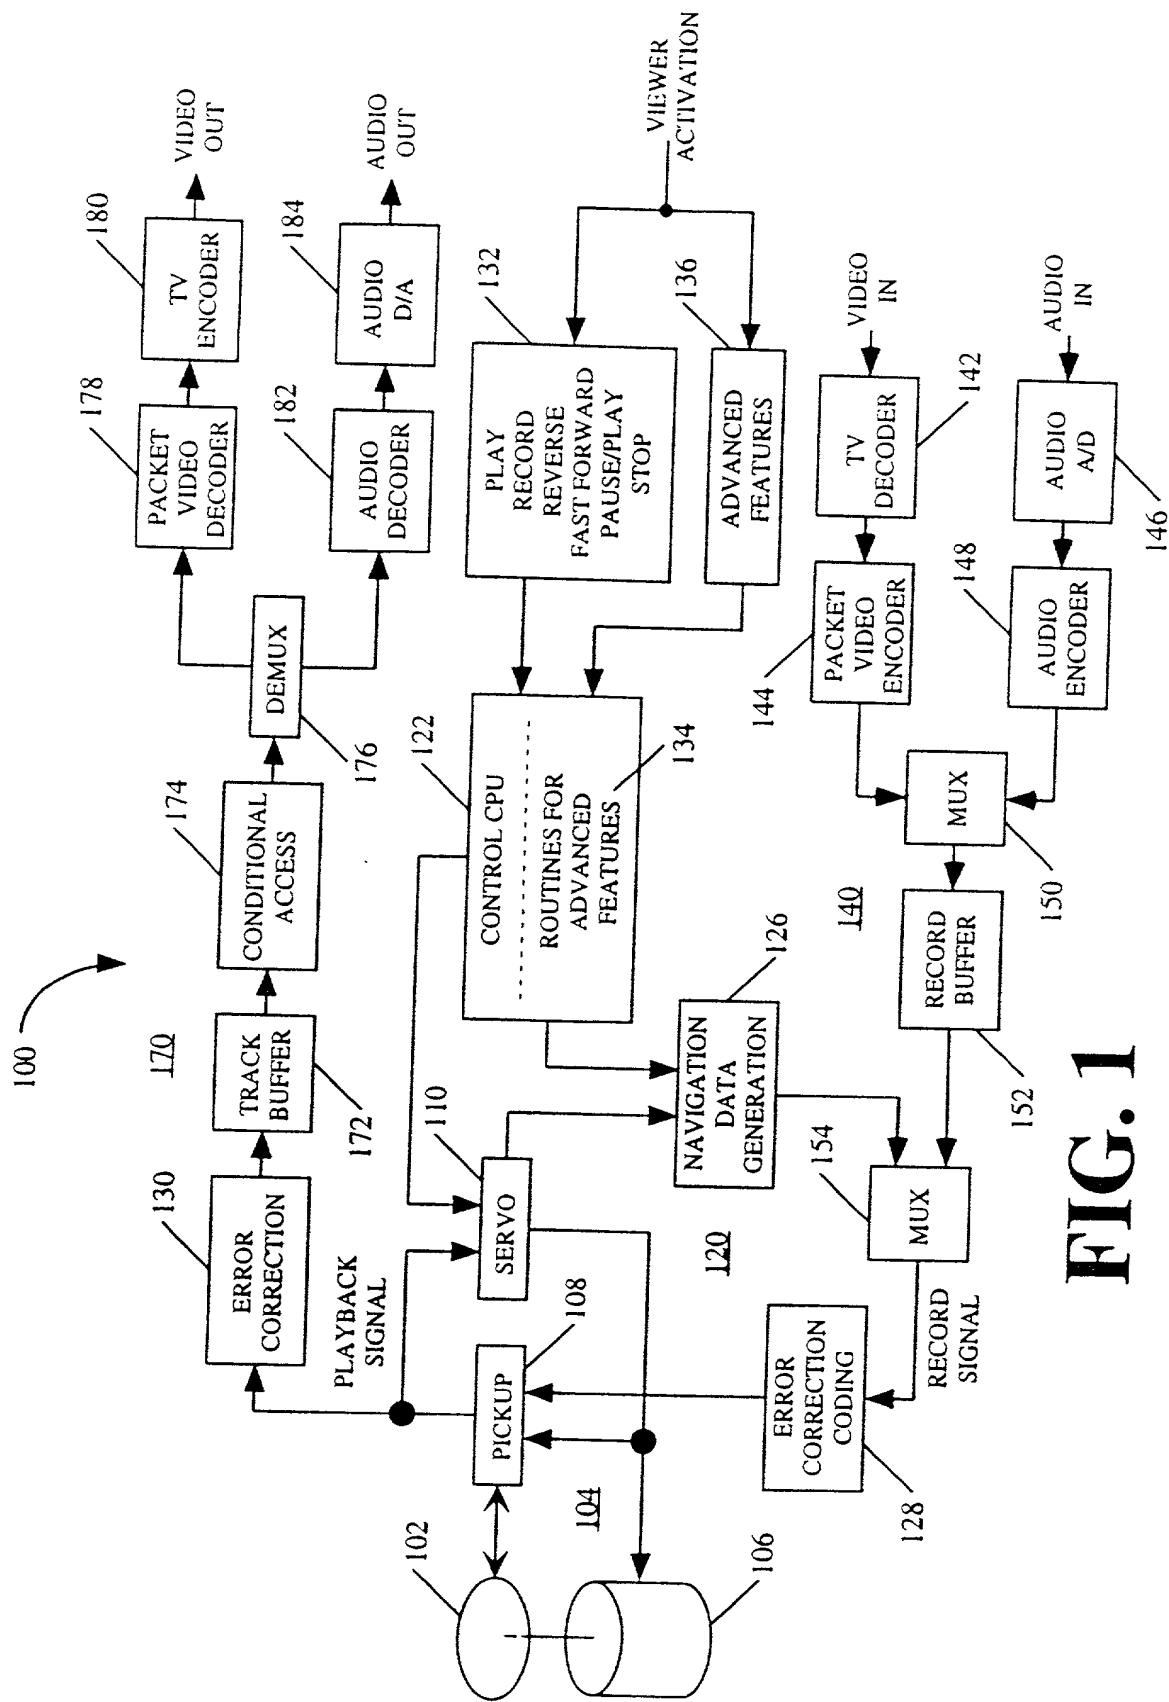 100
170
130
ERROR
CORRECTION
TRACK
BUFFER
172
174
CONDITIONAL
ACCESS
DEMUX
176
178
PACKET
VIDEO
DECODER
180
TV
ENCODER
VIDEO
OUT
182
AUDIO
DECODER
184
AUDIO
D/A
AUDIO
OUT
PLAYBACK
SIGNAL
102
104
106
PICKUP
108
SERVO
110
120
122
CONTROL CPU
ROUTINES FOR
ADVANCED
FEATURES
134
132
PLAY
RECORD
REVERSE
FAST FORWARD
PAUSE/PLAY
STOP
136
ADVANCED
FEATURES
VIEWER
ACTIVATION
NAVIGATION
DATA
GENERATION
126
ERROR
CORRECTION
CODING
128
RECORD
SIGNAL
154
MUX
RECORD
BUFFER
152
140
MUX
150
144
PACKET
VIDEO
ENCODER
TV
DECODER
142
VIDEO
IN
148
AUDIO
ENCODER
AUDIO
A/D
146
AUDIO
IN
FIG. 1